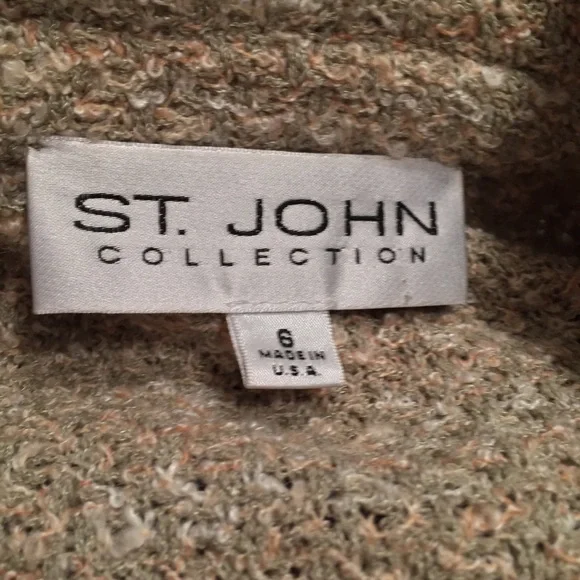 ST. JOHN
COLLECTION
6
MADE IN
U.S.A.